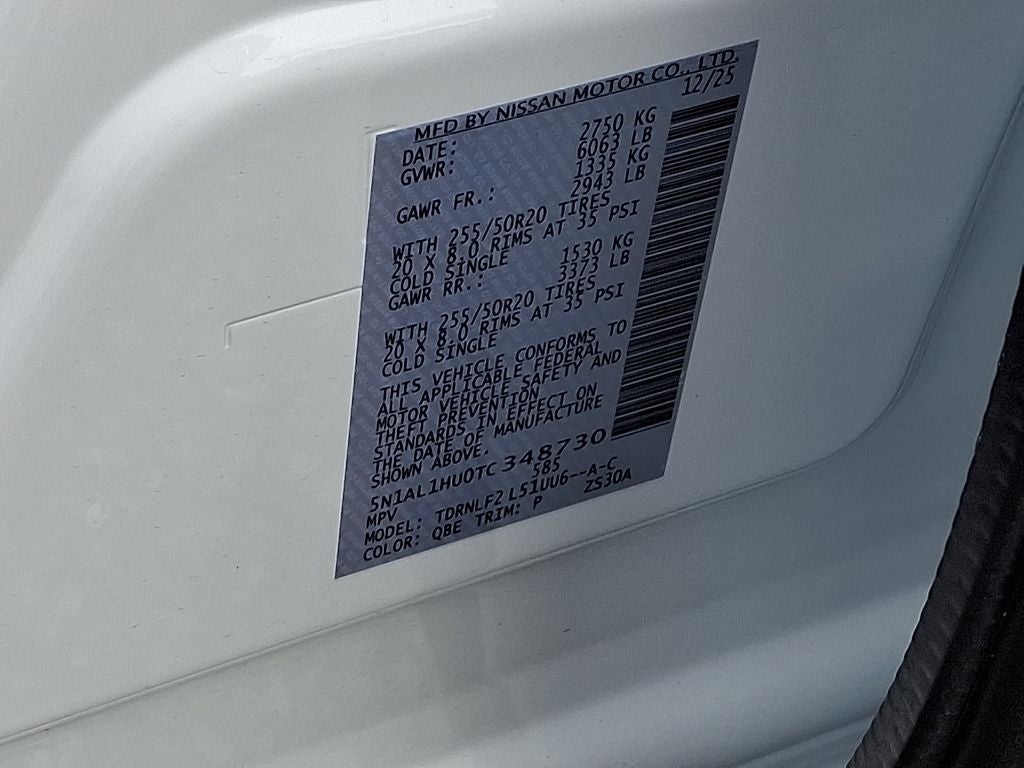 MFD BY NISSAN MOTOR CO., LTD.
DATE: 12/25
GVWR: 2750 KG
6063 LB
GAWR FR.: 1335 KG
2943 LB
WITH 255/50R20 TIRES
20 X 8.0 RIMS AT 35 PSI
COLD SINGLE
GAWR RR.: 1530 KG
3373 LB
WITH 255/50R20 TIRES
20 X 8.0 RIMS AT 35 PSI
COLD SINGLE
THIS VEHICLE CONFORMS TO
ALL APPLICABLE FEDERAL
MOTOR VEHICLE SAFETY AND
THEFT PREVENTION
STANDARDS IN EFFECT ON
THE DATE OF MANUFACTURE
SHOWN ABOVE.
5N1AL1HU0TC348730
MPV 585
MODEL: TDRNLF2 L51UU6--A-C
COLOR: QBE TRIM: P ZS30A